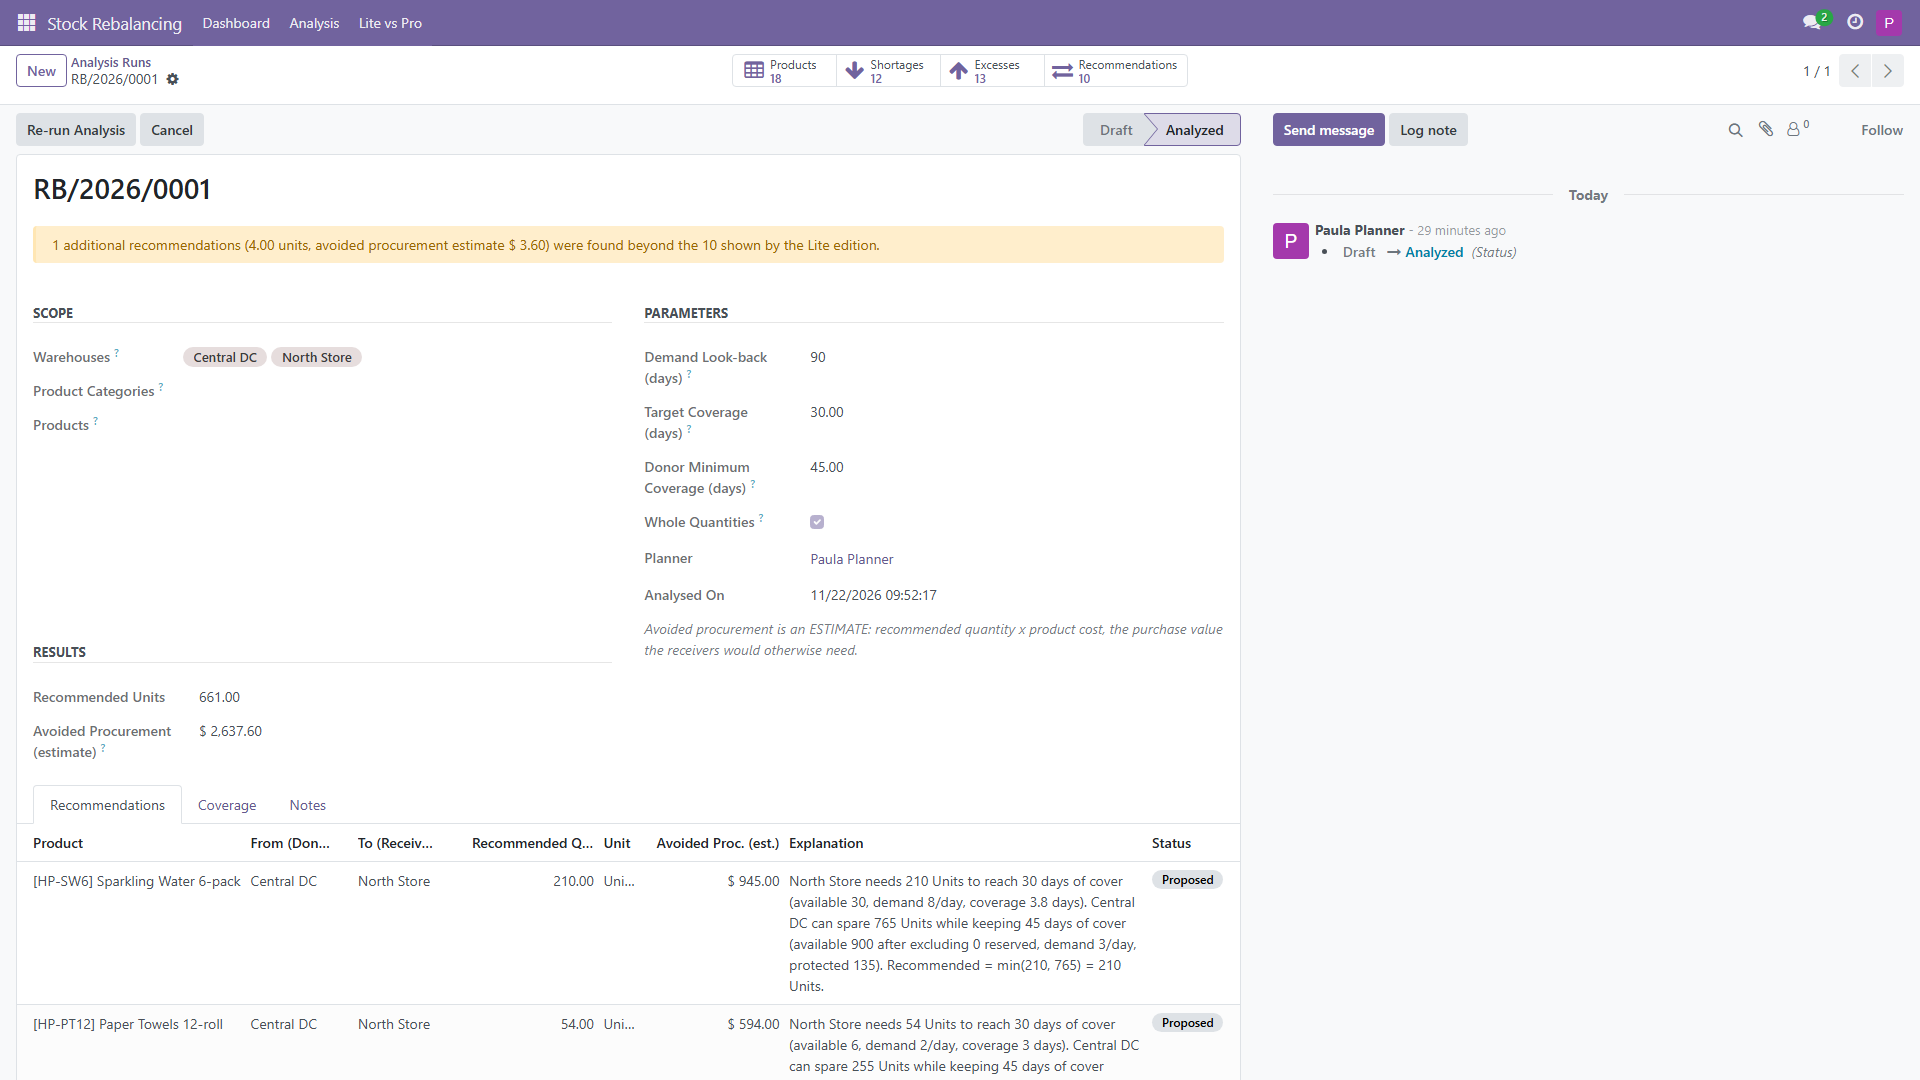 Stock Rebalancing Dashboard Analysis Lite vs Pro 2 P
New Analysis Runs
RB/2026/0001
Products 18 Shortages 12 Excesses 13 Recommendations 10
1 / 1
Re-run Analysis Cancel Draft Analyzed Send message Log note 0 Follow
RB/2026/0001
1 additional recommendations (4.00 units, avoided procurement estimate $ 3.60) were found beyond the 10 shown by the Lite edition.
Today
P Paula Planner - 29 minutes ago
• Draft → Analyzed (Status)
SCOPE
Warehouses ? Central DC North Store
Product Categories ?
Products ?
PARAMETERS
Demand Look-back
(days) ? 90
Target Coverage
(days) ? 30.00
Donor Minimum
Coverage (days) ? 45.00
Whole Quantities ?
Planner Paula Planner
Analysed On 11/22/2026 09:52:17
Avoided procurement is an ESTIMATE: recommended quantity x product cost, the purchase value
the receivers would otherwise need.
RESULTS
Recommended Units 661.00
Avoided Procurement
(estimate) ? $ 2,637.60
Recommendations Coverage Notes
Product From (Don... To (Receiv... Recommended Q... Unit Avoided Proc. (est.) Explanation Status
[HP-SW6] Sparkling Water 6-pack Central DC North Store 210.00 Uni... $ 945.00 North Store needs 210 Units to reach 30 days of cover Proposed
(available 30, demand 8/day, coverage 3.8 days). Central
DC can spare 765 Units while keeping 45 days of cover
(available 900 after excluding 0 reserved, demand 3/day,
protected 135). Recommended = min(210, 765) = 210
Units.
[HP-PT12] Paper Towels 12-roll Central DC North Store 54.00 Uni... $ 594.00 North Store needs 54 Units to reach 30 days of cover Proposed
(available 6, demand 2/day, coverage 3 days). Central DC
can spare 255 Units while keeping 45 days of cover